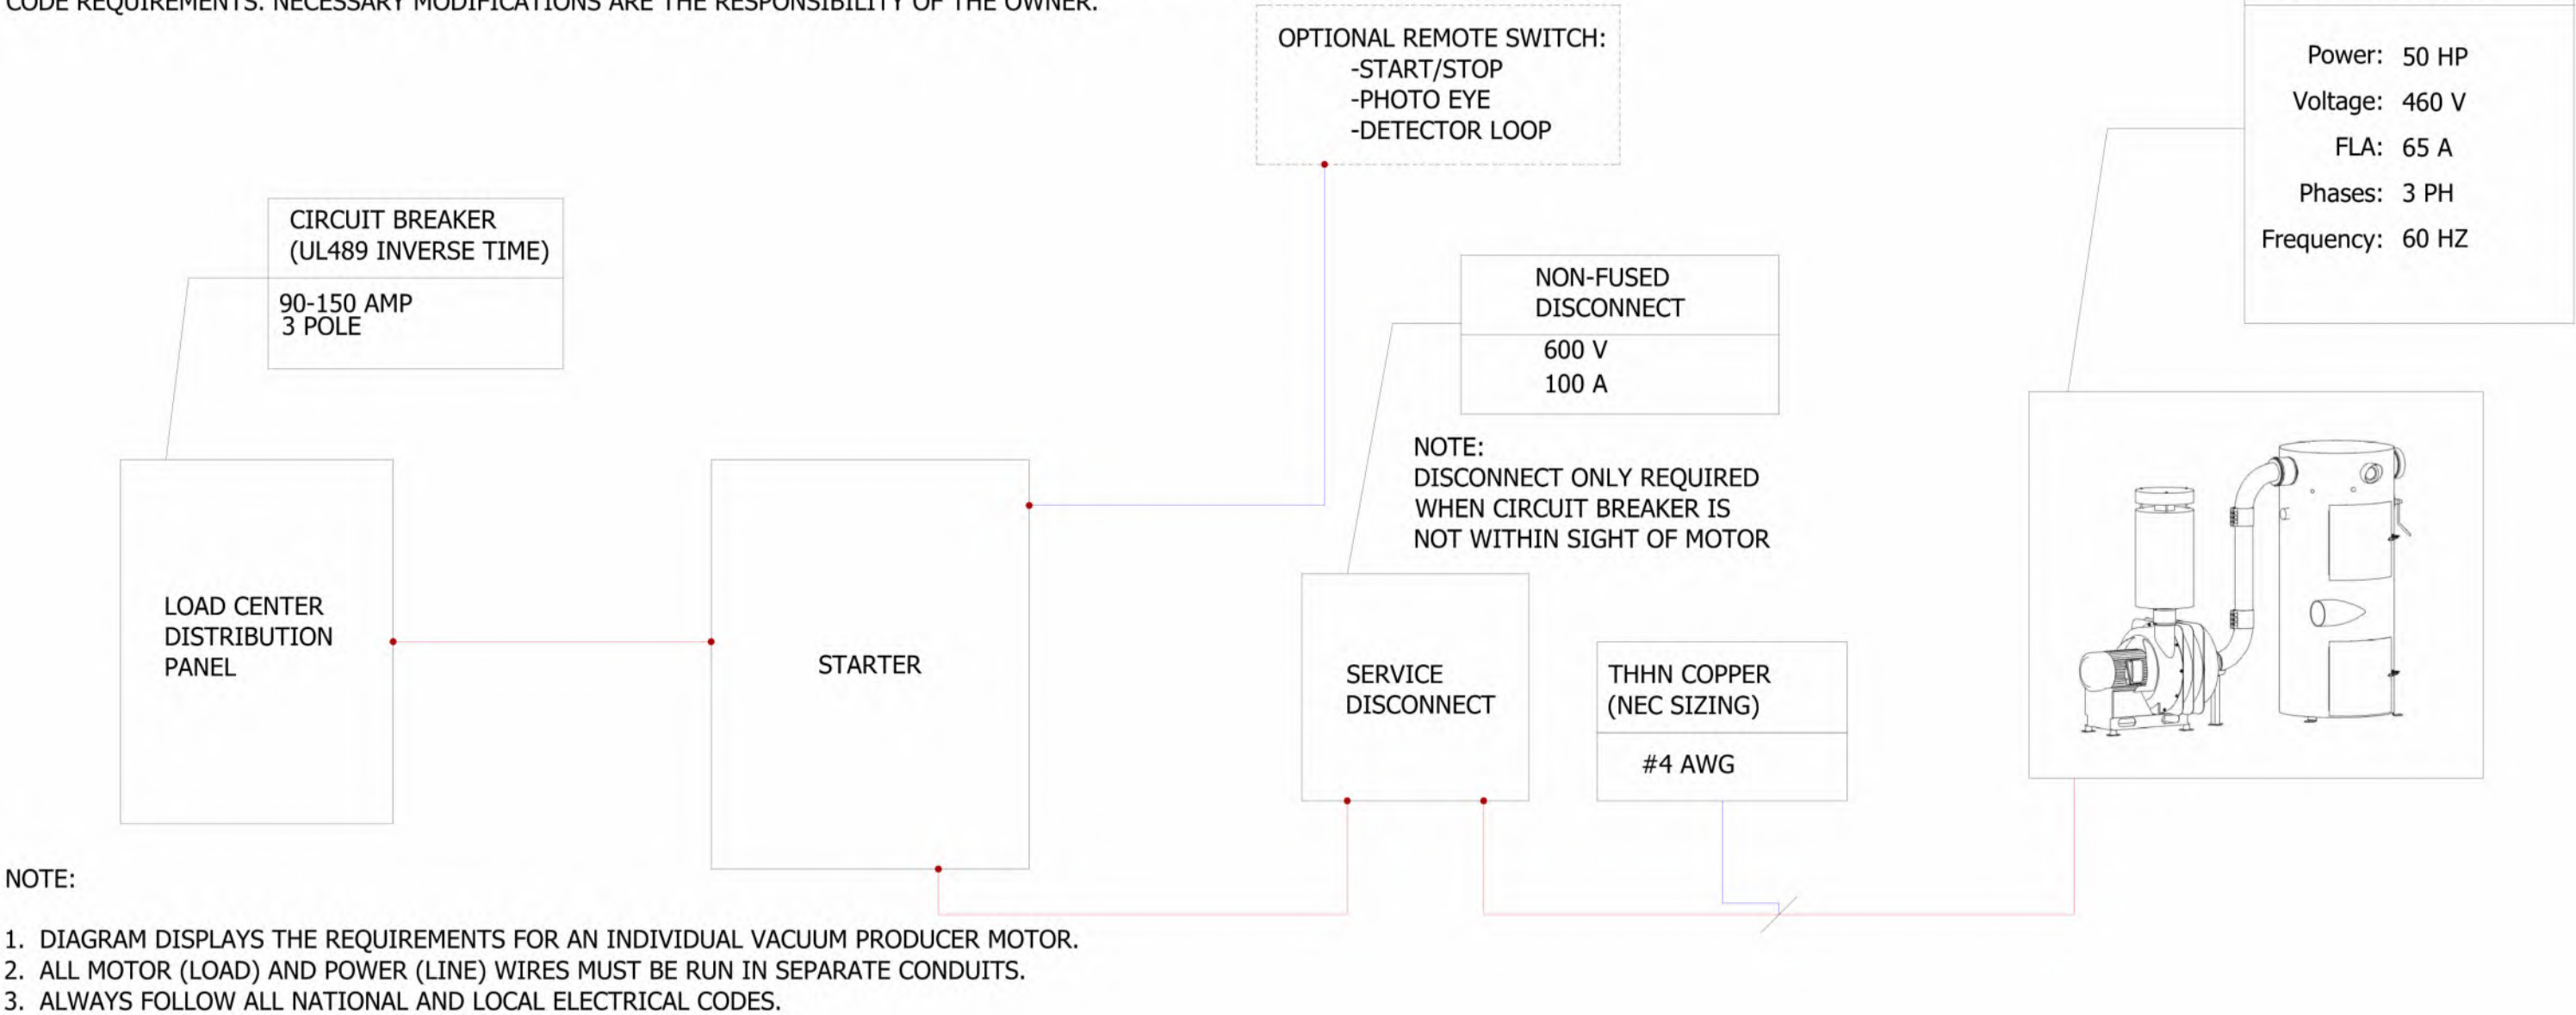 CODE REQUIREMENTS. NECESSARY MODIFICATIONS ARE THE RESPONSIBILITY OF THE OWNER.
OPTIONAL REMOTE SWITCH:
-START/STOP
-PHOTO EYE
-DETECTOR LOOP
Power: 50 HP
Voltage: 460 V
FLA: 65 A
Phases: 3 PH
Frequency: 60 HZ
CIRCUIT BREAKER
(UL489 INVERSE TIME)
90-150 AMP
3 POLE
NON-FUSED
DISCONNECT
600 V
100 A
NOTE:
DISCONNECT ONLY REQUIRED
WHEN CIRCUIT BREAKER IS
NOT WITHIN SIGHT OF MOTOR
LOAD CENTER
DISTRIBUTION
PANEL
STARTER
SERVICE
DISCONNECT
THHN COPPER
(NEC SIZING)
#4 AWG
NOTE:
1. DIAGRAM DISPLAYS THE REQUIREMENTS FOR AN INDIVIDUAL VACUUM PRODUCER MOTOR.
2. ALL MOTOR (LOAD) AND POWER (LINE) WIRES MUST BE RUN IN SEPARATE CONDUITS.
3. ALWAYS FOLLOW ALL NATIONAL AND LOCAL ELECTRICAL CODES.